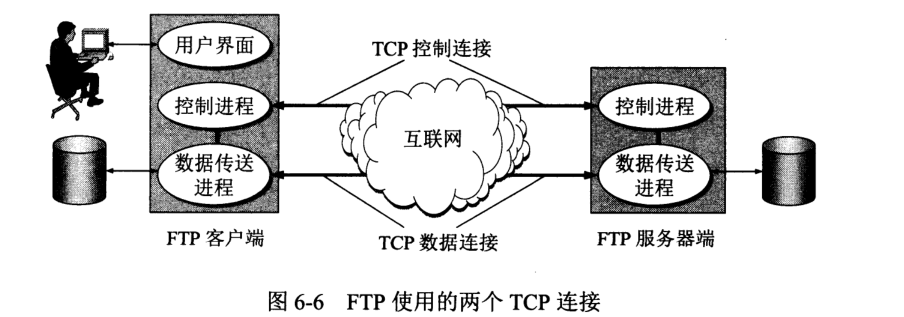 TCP 控制连接
用户界面
控制进程
互联网
控制进程
数据传送
进程
数据传送
进程
FTP 客户端
TCP 数据连接
FTP 服务器端
图 6-6 FTP 使用的两个 TCP 连接